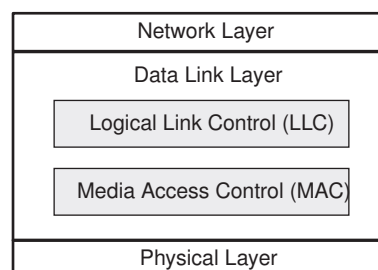 Network Layer
Data Link Layer
Logical Link Control (LLC)
Media Access Control (MAC)
Physical Layer